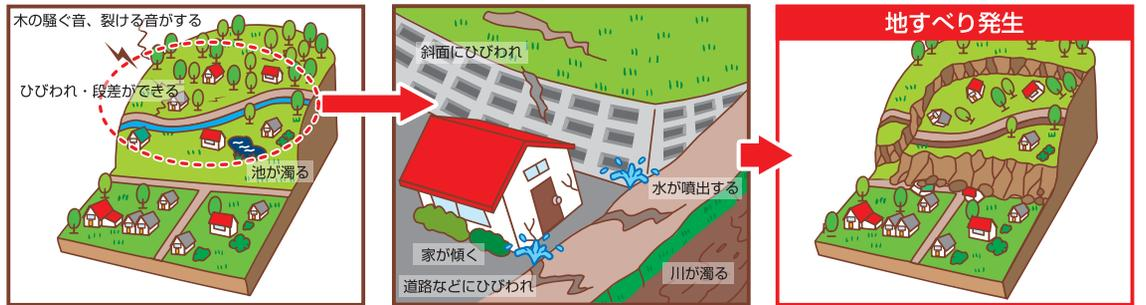 木の騒ぐ音、裂ける音がする
ひびわれ・段差ができる
池が濁る
斜面にひびわれ
水が噴出する
家が傾く
川が濁る
道路などにひびわれ
地すべり発生